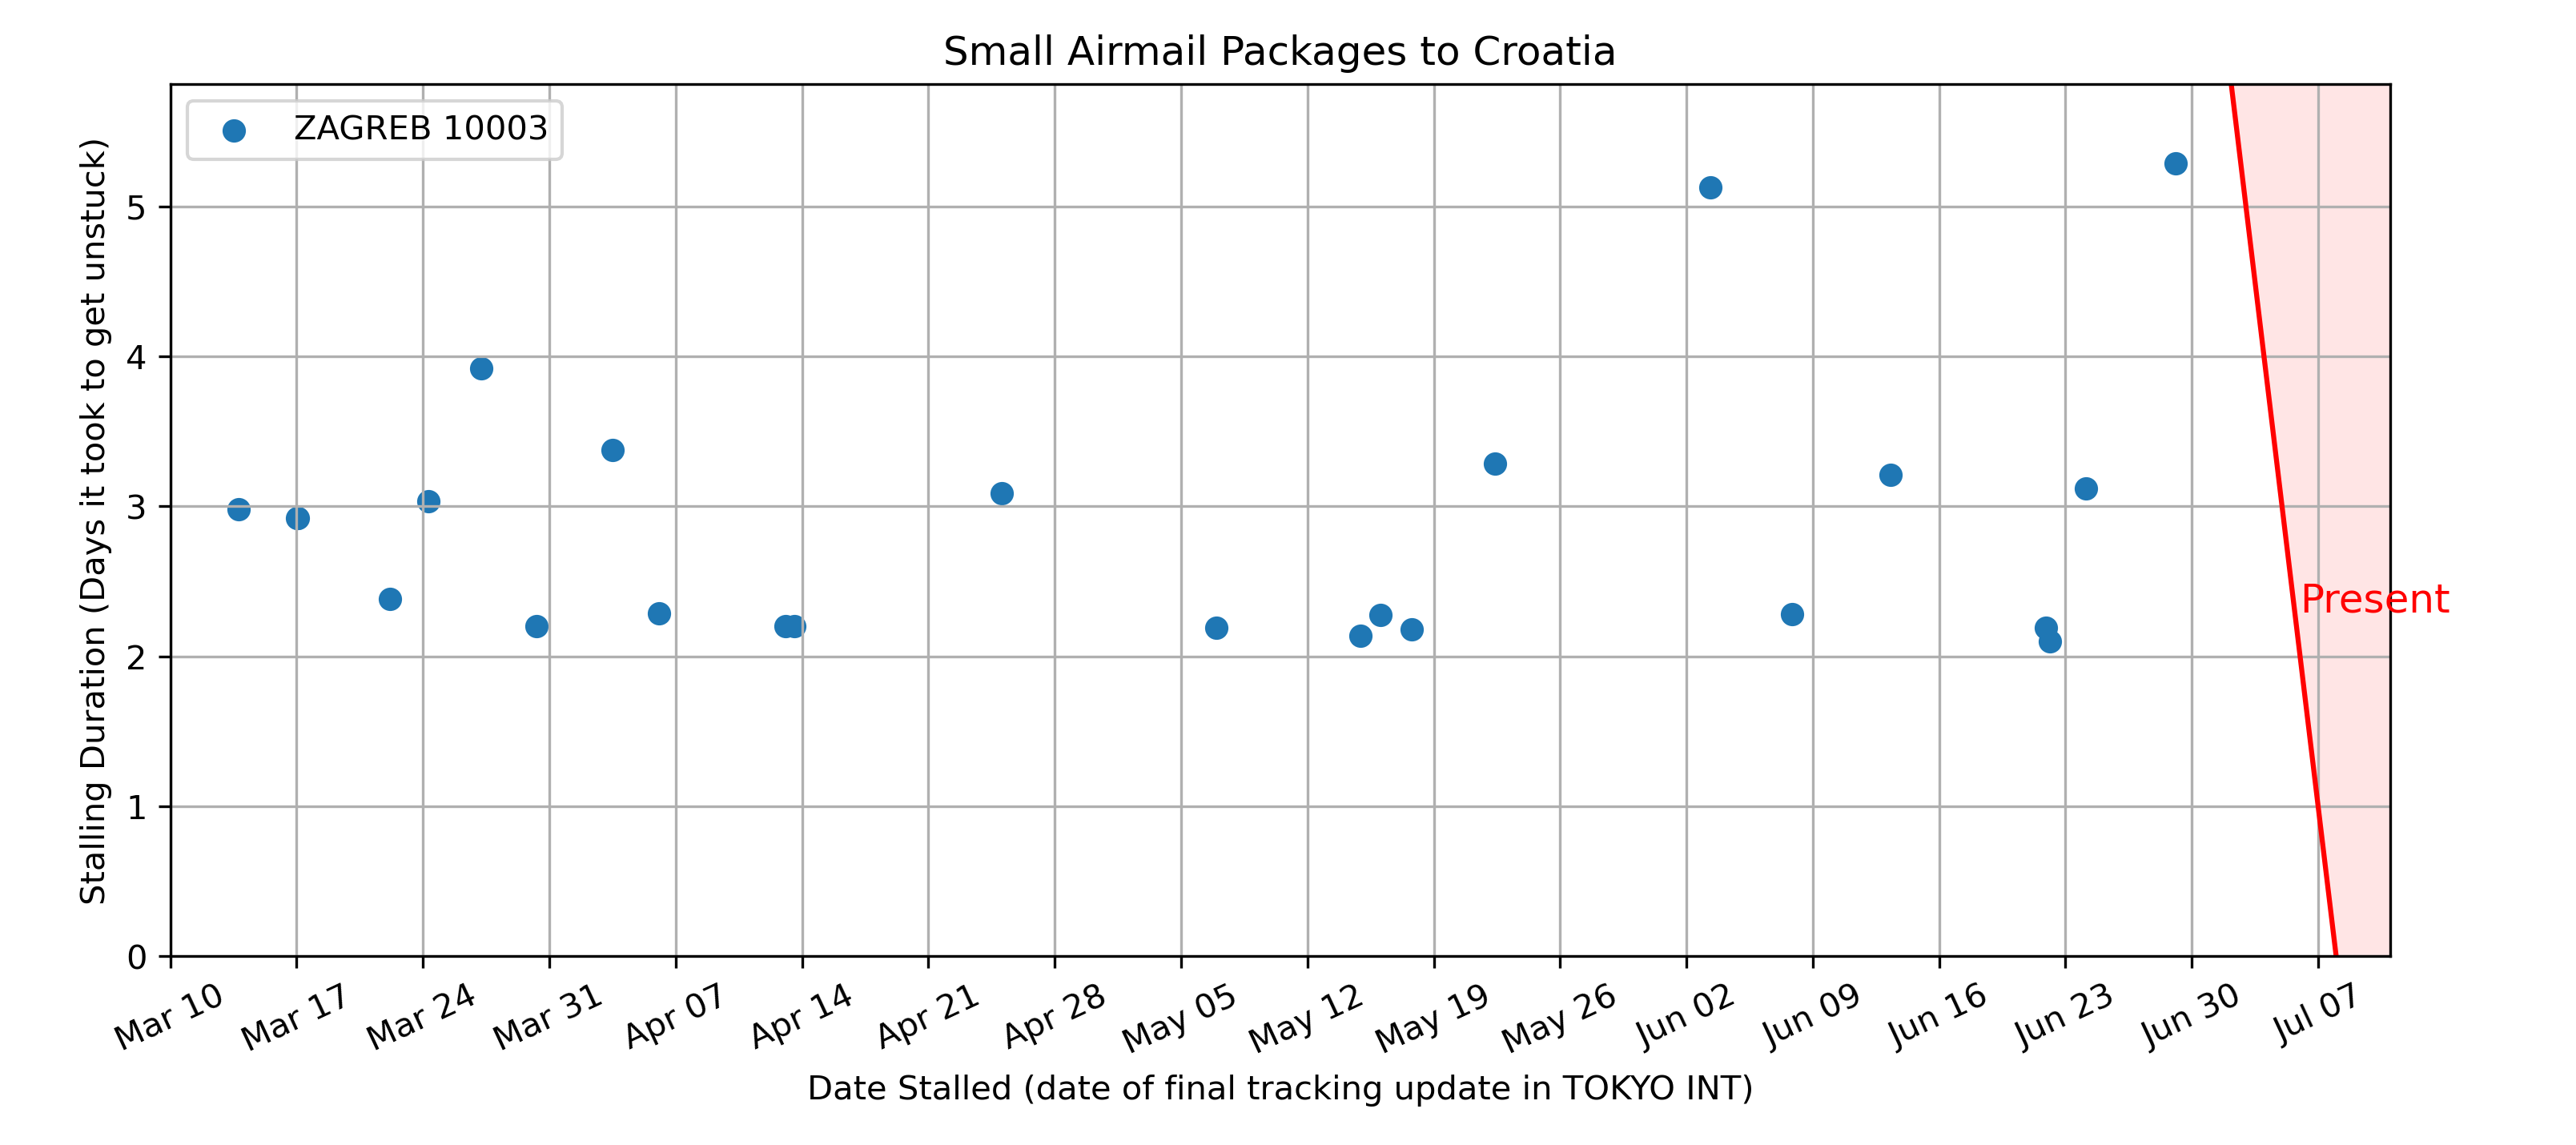 Small Airmail Packages to Croatia
ZAGREB 10003
Stalling Duration (Days it took to get unstuck)
5
4
3
2
1
0
Present
Mar 10
Mar 17
Mar 24
Mar 31
Apr 07
Apr 14
Apr 21
Apr 28
May 05
May 12
May 19
May 26
Jun 02
Jun 09
Jun 16
Jun 23
Jun 30
Jul 07
Date Stalled (date of final tracking update in TOKYO INT)